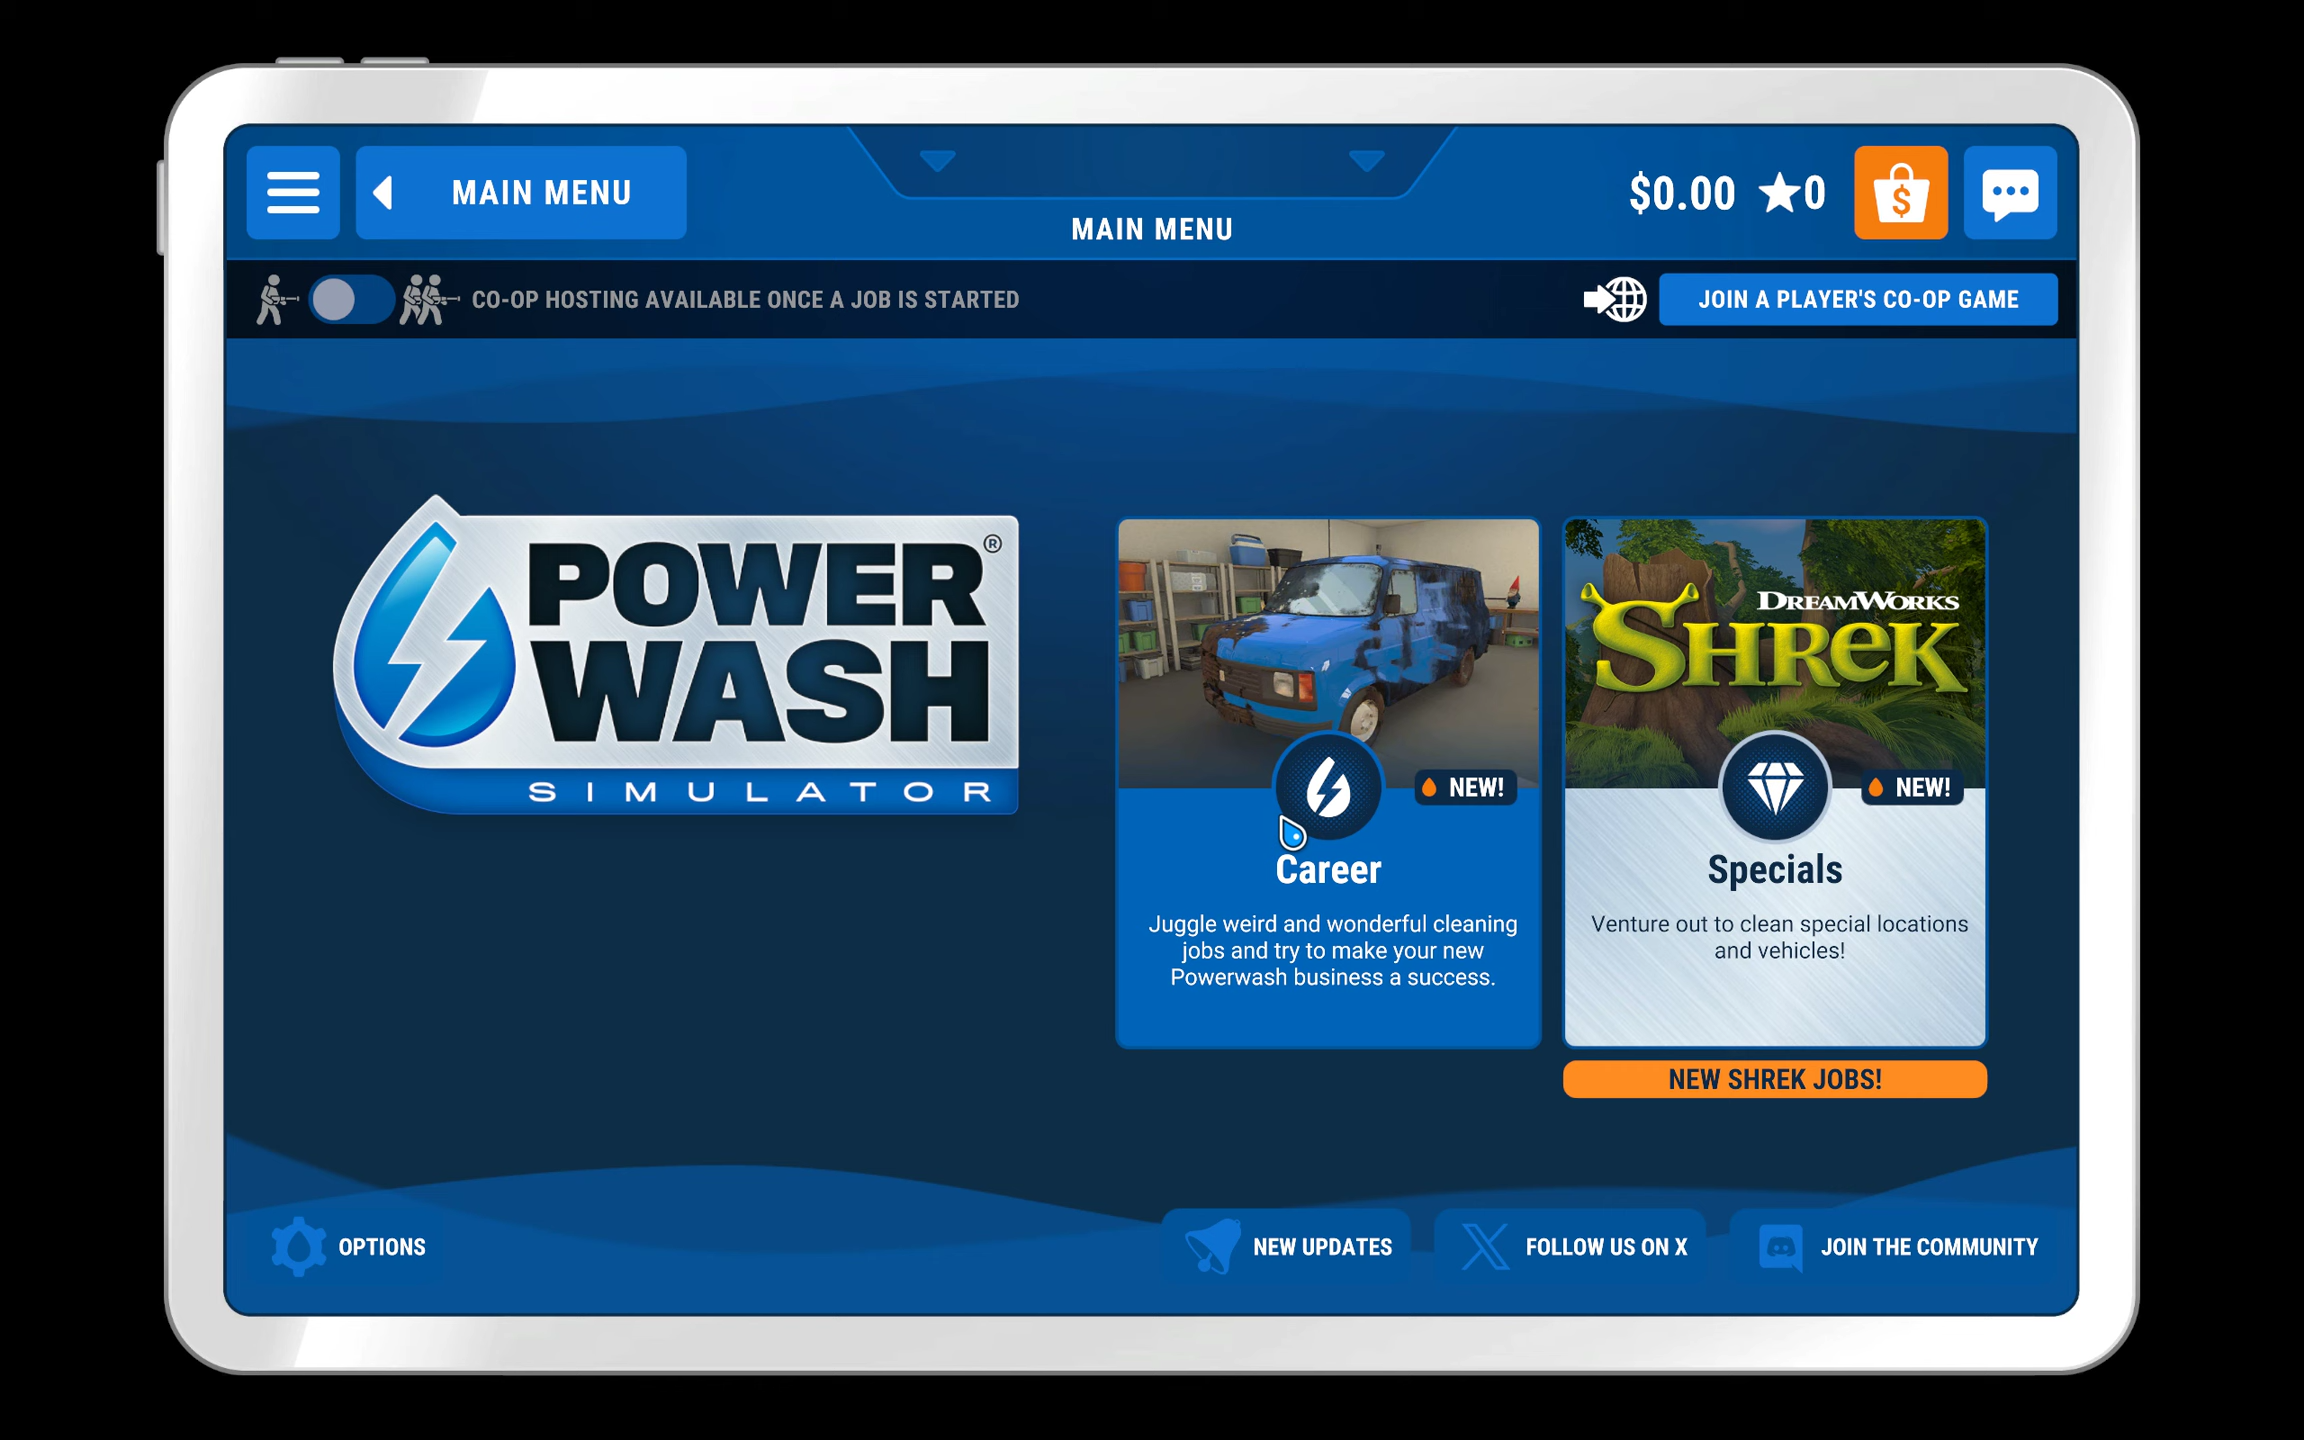 MAIN MENU
$0.00 0
MAIN MENU
CO-OP HOSTING AVAILABLE ONCE A JOB IS STARTED
JOIN A PLAYER'S CO-OP GAME
POWER
WASH
SIMULATOR
®
NEW!
Career
Juggle weird and wonderful cleaning
jobs and try to make your new
Powerwash business a success.
DREAMWORKS
SHREK
NEW!
Specials
Venture out to clean special locations
and vehicles!
NEW SHREK JOBS!
OPTIONS
NEW UPDATES
FOLLOW US ON X
JOIN THE COMMUNITY